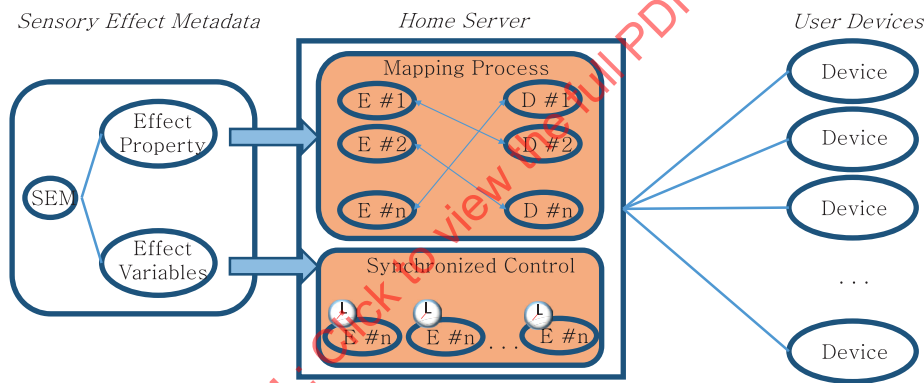 Sensory Effect Metadata
Home Server
User Devices
SEM
Effect
Property
Effect
Variables
Mapping Process
E #1
D #1
E #2
D #2
E #n
D #n
Synchronized Control
E #n
E #n
...
E #n
Device
Device
Device
...
Device
: Click to view the full PDF